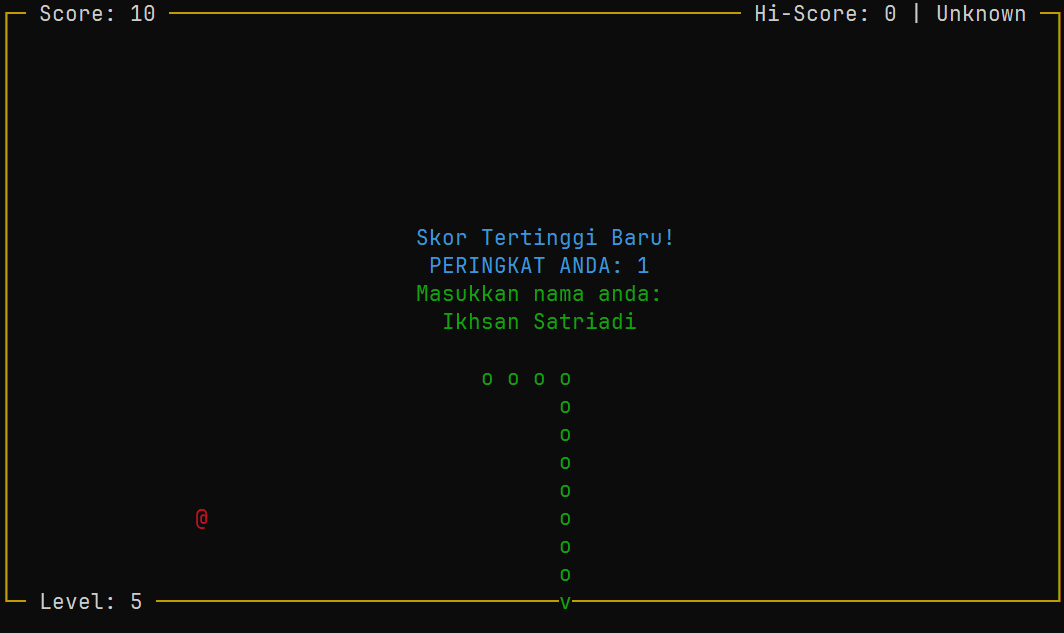 Score: 10
Hi-Score: 0 | Unknown
Skor Tertinggi Baru!
PERINGKAT ANDA: 1
Masukkan nama anda:
Ikhsan Satriadi
o o o o
o
o
o
o
o
@
o
o
v
Level: 5